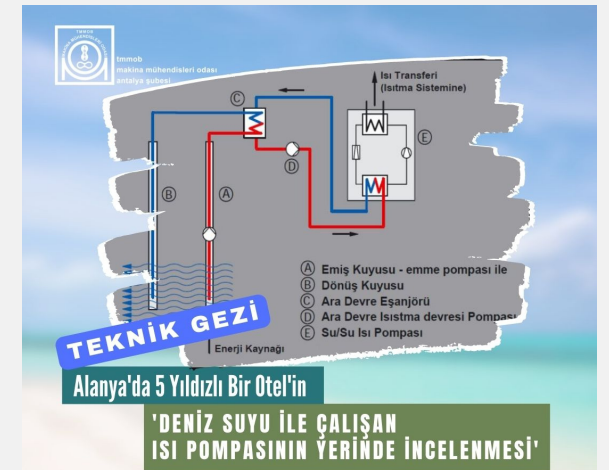 tmmob
makina mühendisleri odası
antalya şubesi
Isı Transferi
(Isıtma Sistemine)
C
E
D
B
A
A Emiş Kuyusu - emme pompası ile
B Dönüş Kuyusu
C Ara Devre Eşanjörü
D Ara Devre Isıstma devresi Pompası
E Su/Su Isı Pompası
Enerji Kaynağı
TEKNİK GEZİ
Alanya'da 5 Yıldızlı Bir Otel'in
'DENİZ SUYU İLE ÇALIŞAN
ISI POMPASININ YERİNDE İNCELENMESİ'